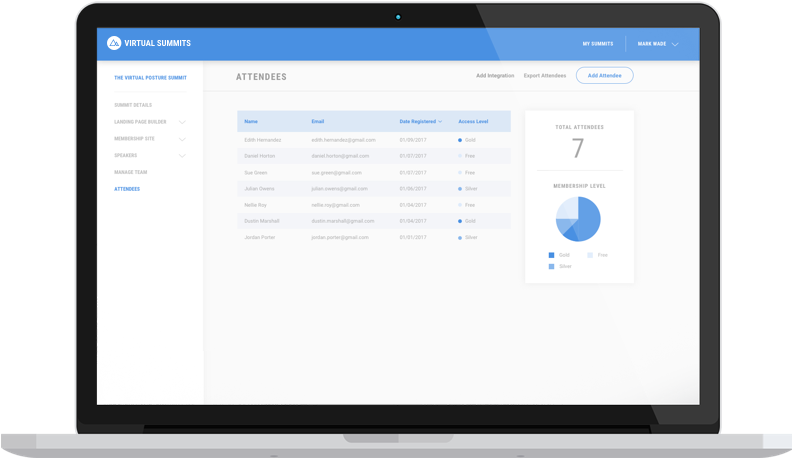 VIRTUAL SUMMITS
MY SUMMITS
MARK WADE
THE VIRTUAL POSTURE SUMMIT
SUMMIT DETAILS
LANDING PAGE BUILDER
MEMBERSHIP SITE
SPEAKERS
MANAGE TEAM
ATTENDEES
ATTENDEES
Add Integration Export Attendees Add Attendee
Name Email Date Registered Access Level
Edith Hernandez edith.hernandez@gmail.com 01/09/2017 Gold
Daniel Horton daniel.horton@gmail.com 01/07/2017 Free
Sue Green sue.green@gmail.com 01/07/2017 Free
Julian Owens julian.owens@gmail.com 01/06/2017 Silver
Nellie Roy nellie.roy@gmail.com 01/04/2017 Free
Dustin Marshall dustin.marshall@gmail.com 01/04/2017 Gold
Jordan Porter jordan.porter@gmail.com 01/01/2017 Silver
TOTAL ATTENDEES
7
MEMBERSHIP LEVEL
Gold Free
Silver